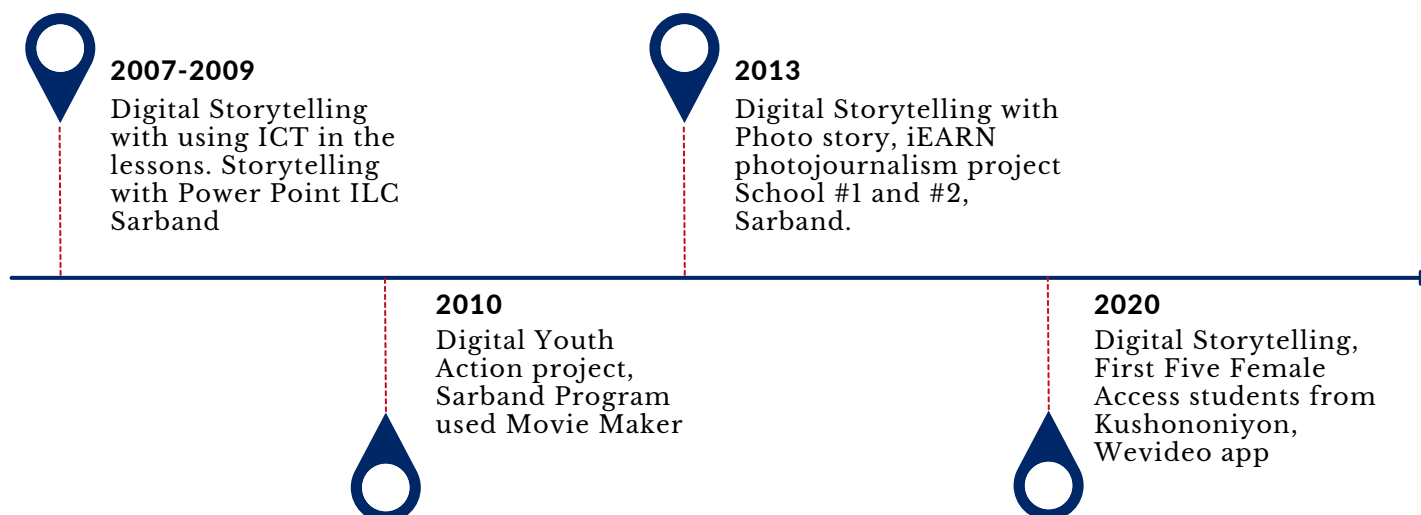 2007-2009
Digital Storytelling
with using ICT in the
lessons. Storytelling
with Power Point ILC
Sarband
2010
Digital Youth
Action project,
Sarband Program
used Movie Maker
2013
Digital Storytelling with
Photo story, iEARN
photojournalism project
School #1 and #2,
Sarband.
2020
Digital Storytelling,
First Five Female
Access students from
Kushononiyon,
Wevideo app